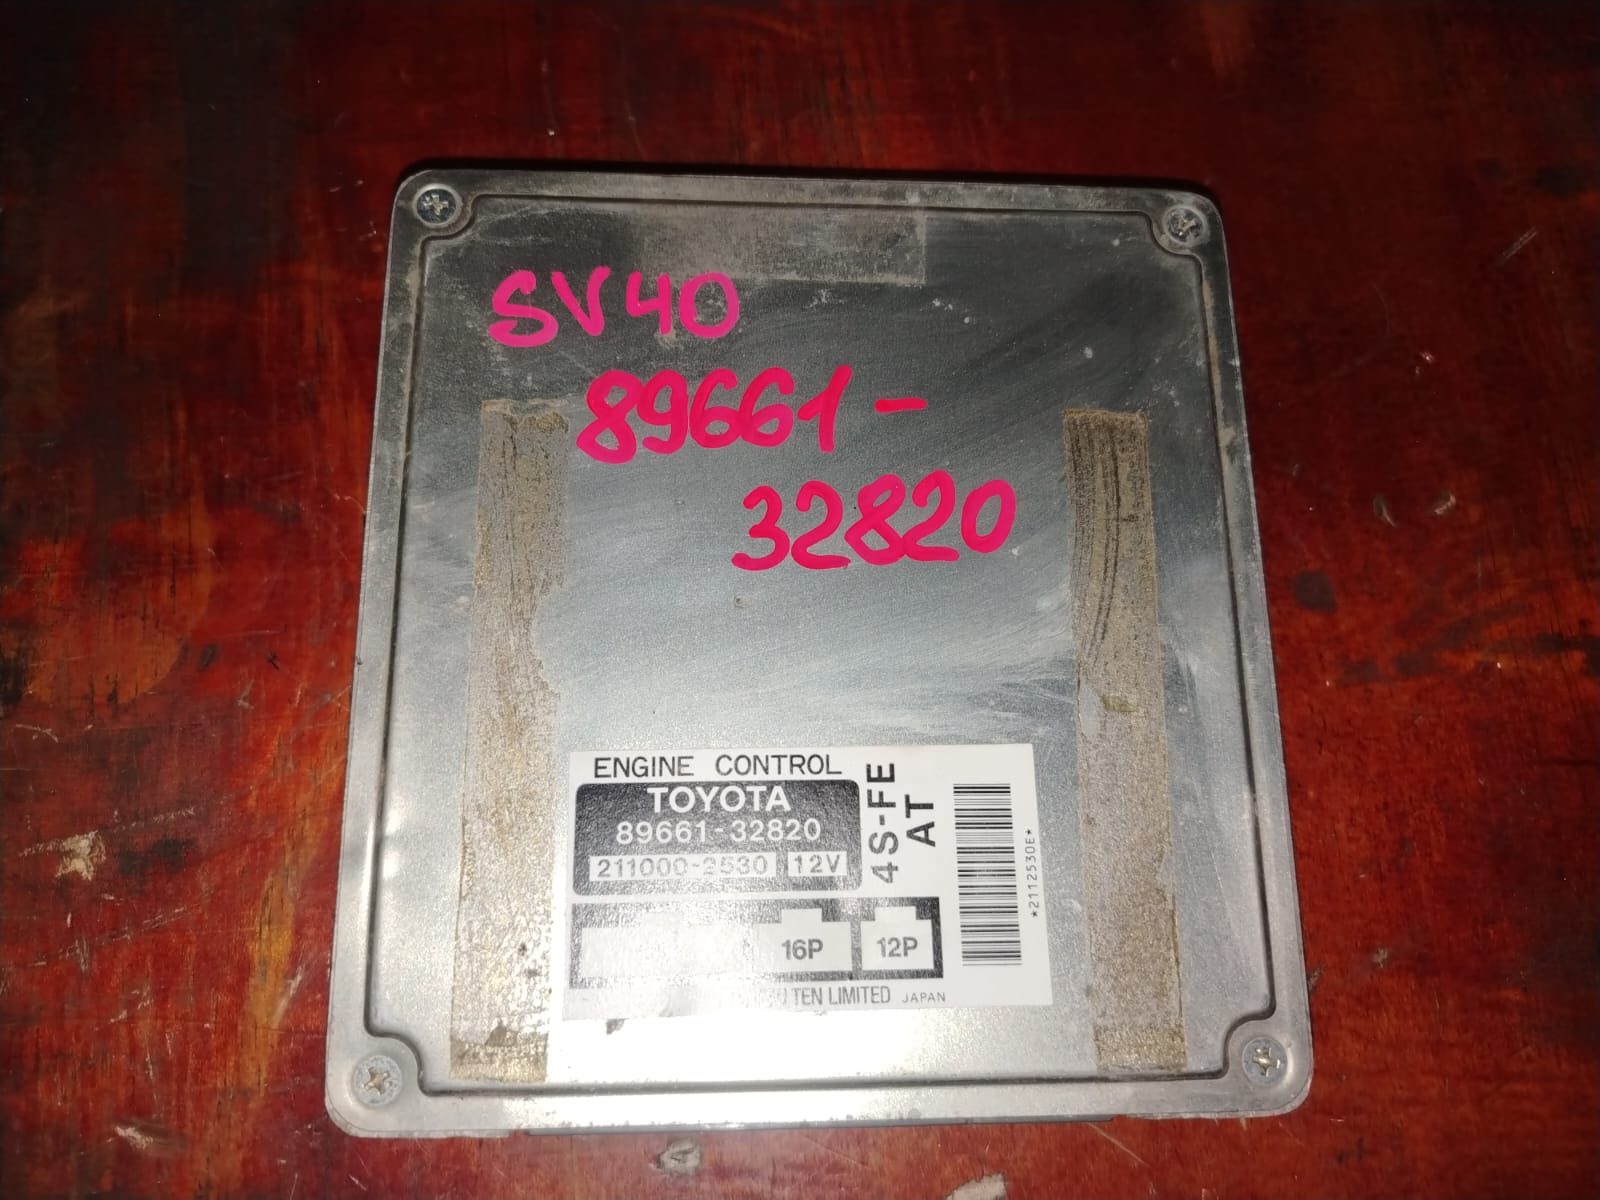 SV40
89661-
32820
ENGINE CONTROL
TOYOTA
89661-32820
211000-2530 12V
4S-FE
AT
16P 12P
TEN LIMITED JAPAN
*2112530E*